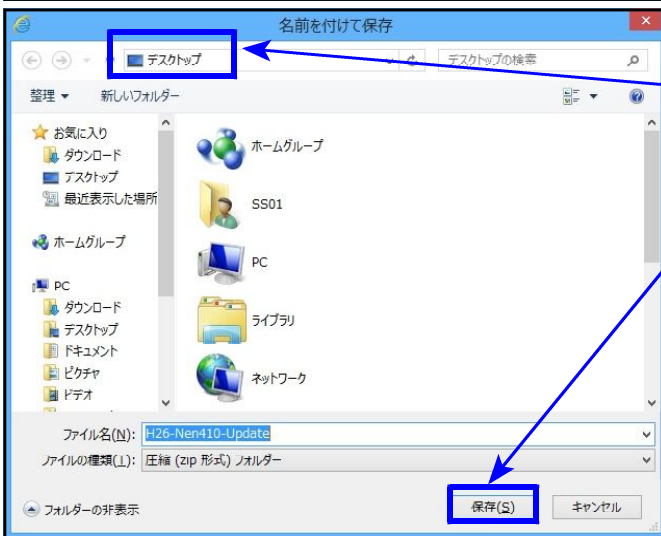 名前を付けて保存
デスクトップ
デスクトップの検索
整理 新しいフォルダー
お気に入り
ダウンロード
デスクトップ
最近表示した場所
ホームグループ
PC
ダウンロード
デスクトップ
ドキュメント
ピクチャ
ビデオ
ホームグループ
SS01
PC
ライブラリ
ネットワーク
ファイル名(N): H26-Nen410-Update
ファイルの種類(T): 圧縮 (zip 形式) フォルダー
フォルダーの非表示
保存(S) キャンセル